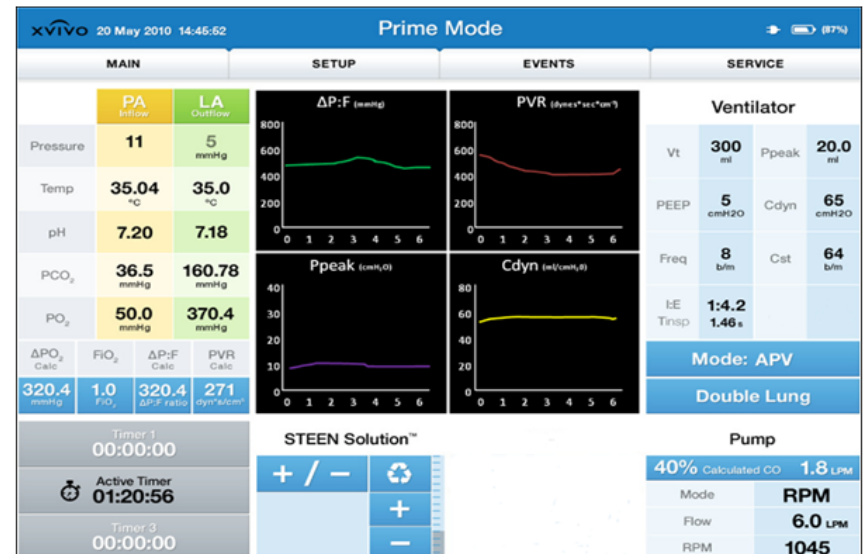 XVIVO 20 May 2010 14:45:52 Prime Mode (87%)
MAIN SETUP EVENTS SERVICE
PA Inflow LA Outflow
Pressure 11 5 mmHg
Temp 35.04 °C 35.0 °C
pH 7.20 7.18
PCO₂ 36.5 mmHg 160.78 mmHg
PO₂ 50.0 mmHg 370.4 mmHg
ΔPO₂ Calc FiO₂ ΔP:F Calc PVR Calc
320.4 mmHg 1.0 FiO₂ 320.4 ΔP:F ratio 271 dyn*s/cm⁵
Timer 1
00:00:00
Active Timer
01:20:56
Timer 3
00:00:00
ΔP:F (mmHg)
800
600
400
200
0
0 1 2 3 4 5 6
PVR (dynes*sec*cm⁻⁵)
800
600
400
200
0
0 1 2 3 4 5 6
Ppeak (cmH₂O)
40
30
20
10
0
0 1 2 3 4 5 6
Cdyn
80
60
40
20
0
0 1 2 3 4 5 6
STEEN Solution™
+ / −
+
−
Ventilator
Vt 300 ml Ppeak 20.0 ml
PEEP 5 cmH2O Cdyn 65 cmH2O
Freq 8 b/m Cst 64 b/m
I:E 1:4.2
Tinsp 1.46 s
Mode: APV
Double Lung
Pump
40% Calculated CO 1.8 LPM
Mode RPM
Flow 6.0 LPM
RPM 1045